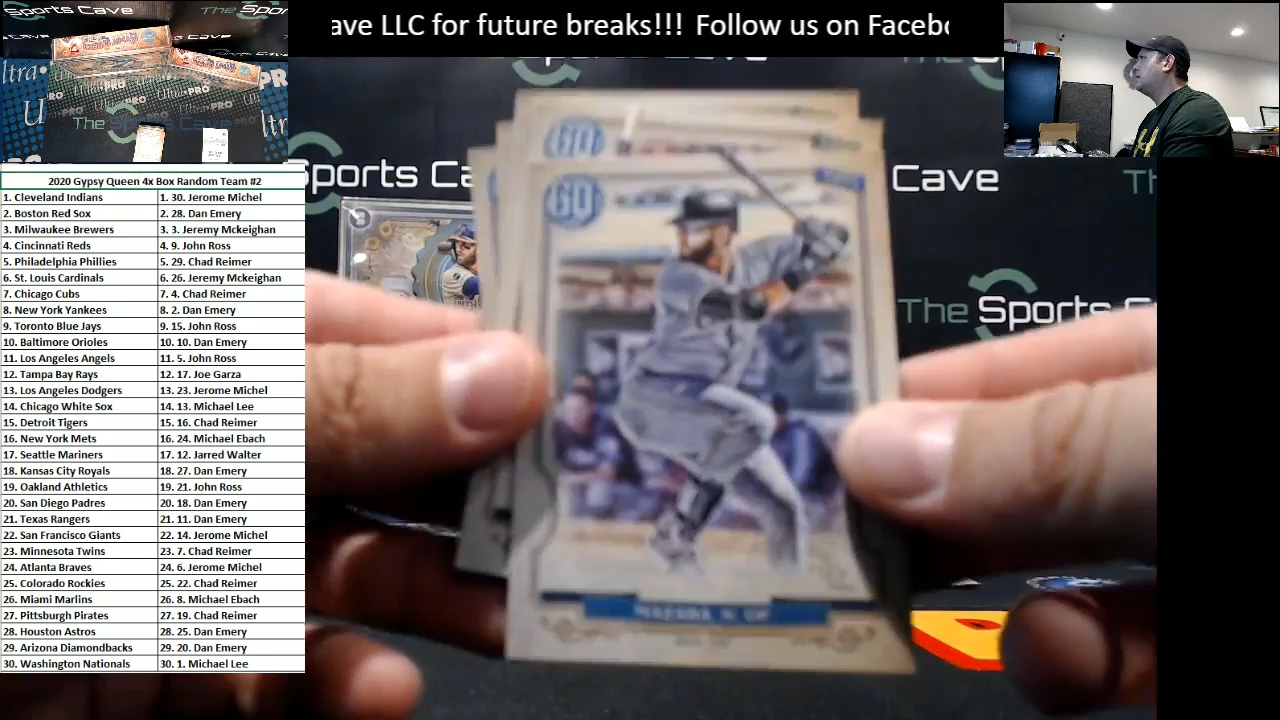 ave LLC for future breaks!!! Follow us on Facebo
The Spo
ltra
PRO
U
UltraPRO
The Sports Cave
ltr
Sports Ca
Cave
Th
The Sports
GQ
GQ
2020 Gypsy Queen 4x Box Random Team #2
1. Cleveland Indians 1. 30. Jerome Michel
2. Boston Red Sox 2. 28. Dan Emery
3. Milwaukee Brewers 3. 3. Jeremy Mckeighan
4. Cincinnati Reds 4. 9. John Ross
5. Philadelphia Phillies 5. 29. Chad Reimer
6. St. Louis Cardinals 6. 26. Jeremy Mckeighan
7. Chicago Cubs 7. 4. Chad Reimer
8. New York Yankees 8. 2. Dan Emery
9. Toronto Blue Jays 9. 15. John Ross
10. Baltimore Orioles 10. 10. Dan Emery
11. Los Angeles Angels 11. 5. John Ross
12. Tampa Bay Rays 12. 17. Joe Garza
13. Los Angeles Dodgers 13. 23. Jerome Michel
14. Chicago White Sox 14. 13. Michael Lee
15. Detroit Tigers 15. 16. Chad Reimer
16. New York Mets 16. 24. Michael Ebach
17. Seattle Mariners 17. 12. Jarred Walter
18. Kansas City Royals 18. 27. Dan Emery
19. Oakland Athletics 19. 21. John Ross
20. San Diego Padres 20. 18. Dan Emery
21. Texas Rangers 21. 11. Dan Emery
22. San Francisco Giants 22. 14. Jerome Michel
23. Minnesota Twins 23. 7. Chad Reimer
24. Atlanta Braves 24. 6. Jerome Michel
25. Colorado Rockies 25. 22. Chad Reimer
26. Miami Marlins 26. 8. Michael Ebach
27. Pittsburgh Pirates 27. 19. Chad Reimer
28. Houston Astros 28. 25. Dan Emery
29. Arizona Diamondbacks 29. 20. Dan Emery
30. Washington Nationals 30. 1. Michael Lee